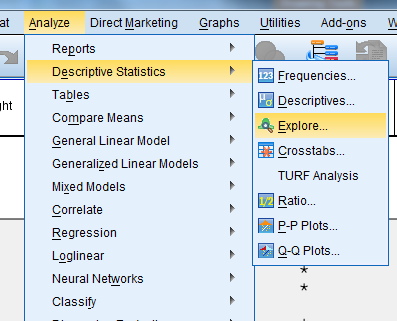 at Analyze Direct Marketing Graphs Utilities Add-ons W
ght
Reports
Descriptive Statistics
Tables
Compare Means
General Linear Model
Generalized Linear Models
Mixed Models
Correlate
Regression
Loglinear
Neural Networks
Classify
Frequencies...
Descriptives...
Explore...
Crosstabs...
TURF Analysis
Ratio...
P-P Plots...
Q-Q Plots...
*
*